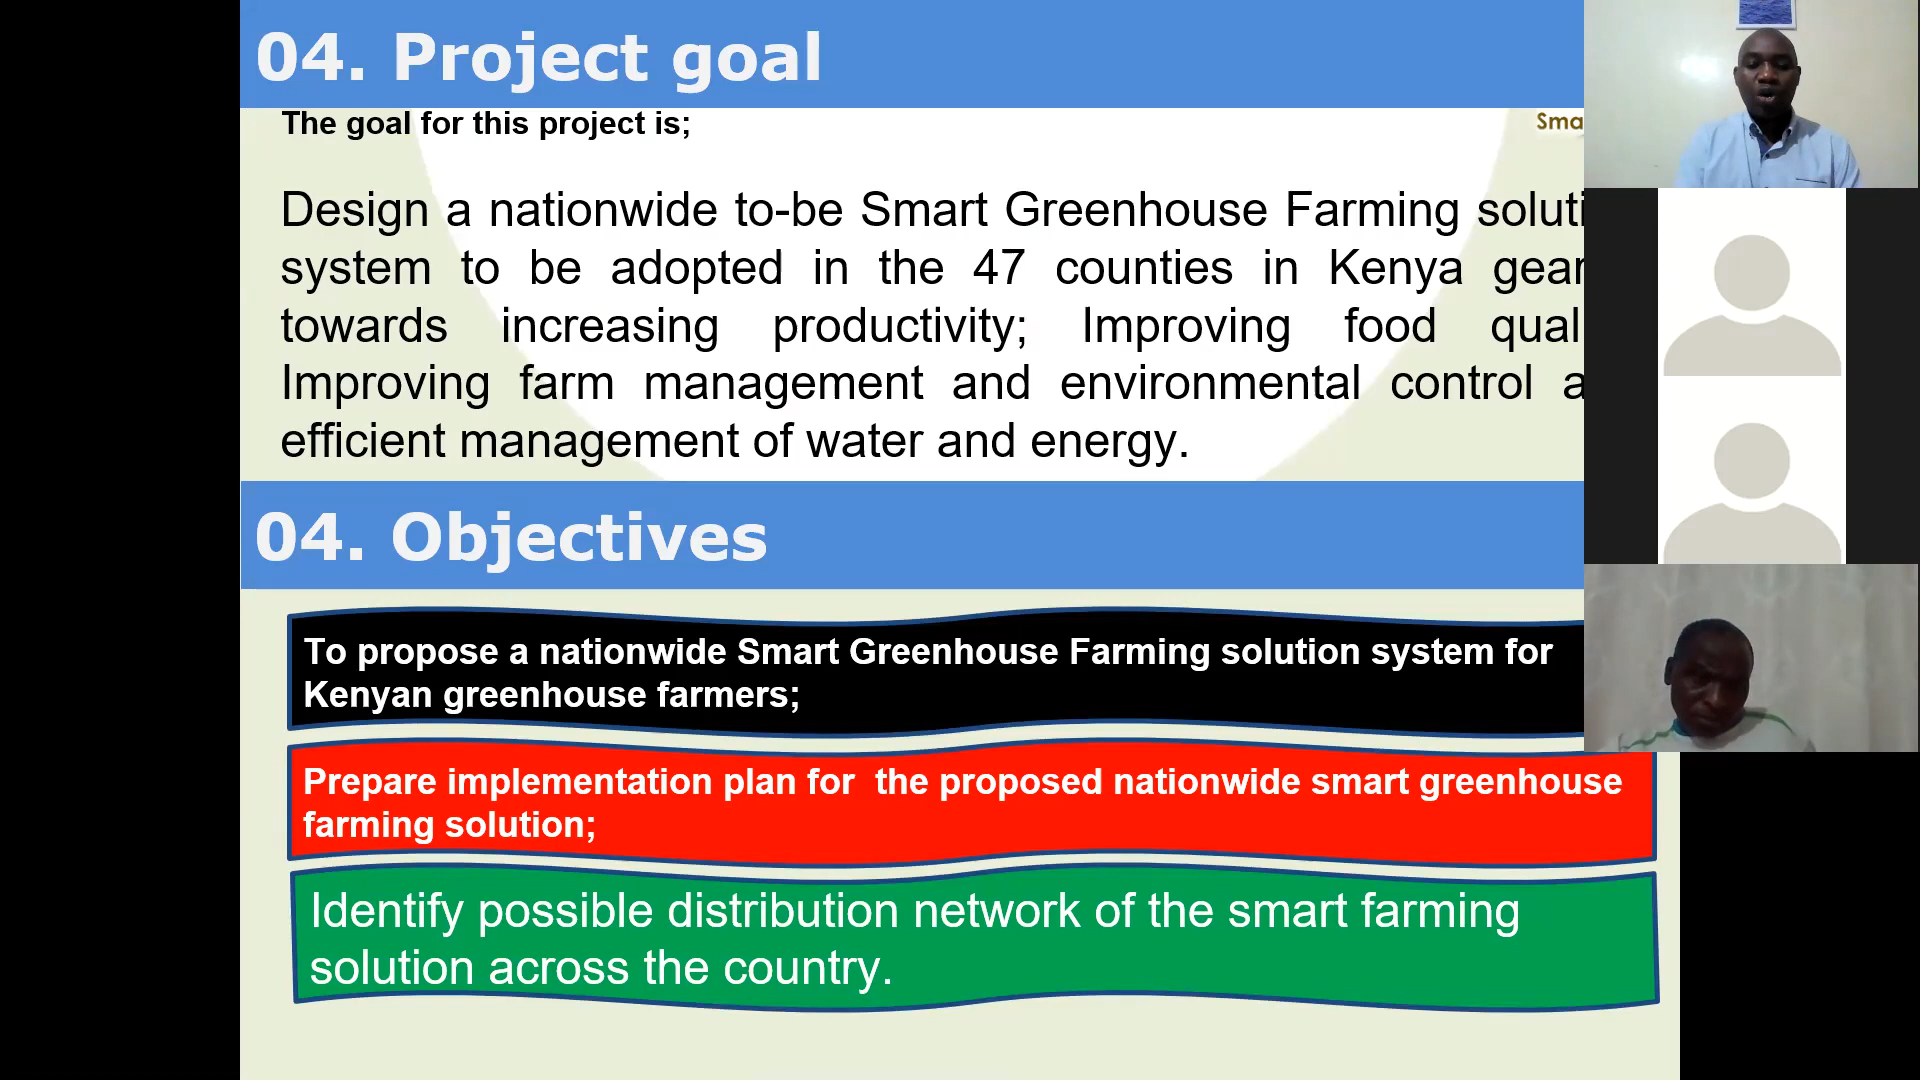 04. Project goal
The goal for this project is;
Sma
Design a nationwide to-be Smart Greenhouse Farming soluti
system to be adopted in the 47 counties in Kenya gear
towards increasing productivity; Improving food qual
Improving farm management and environmental control a
efficient management of water and energy.
04. Objectives
To propose a nationwide Smart Greenhouse Farming solution system for
Kenyan greenhouse farmers;
Prepare implementation plan for the proposed nationwide smart greenhouse
farming solution;
Identify possible distribution network of the smart farming
solution across the country.